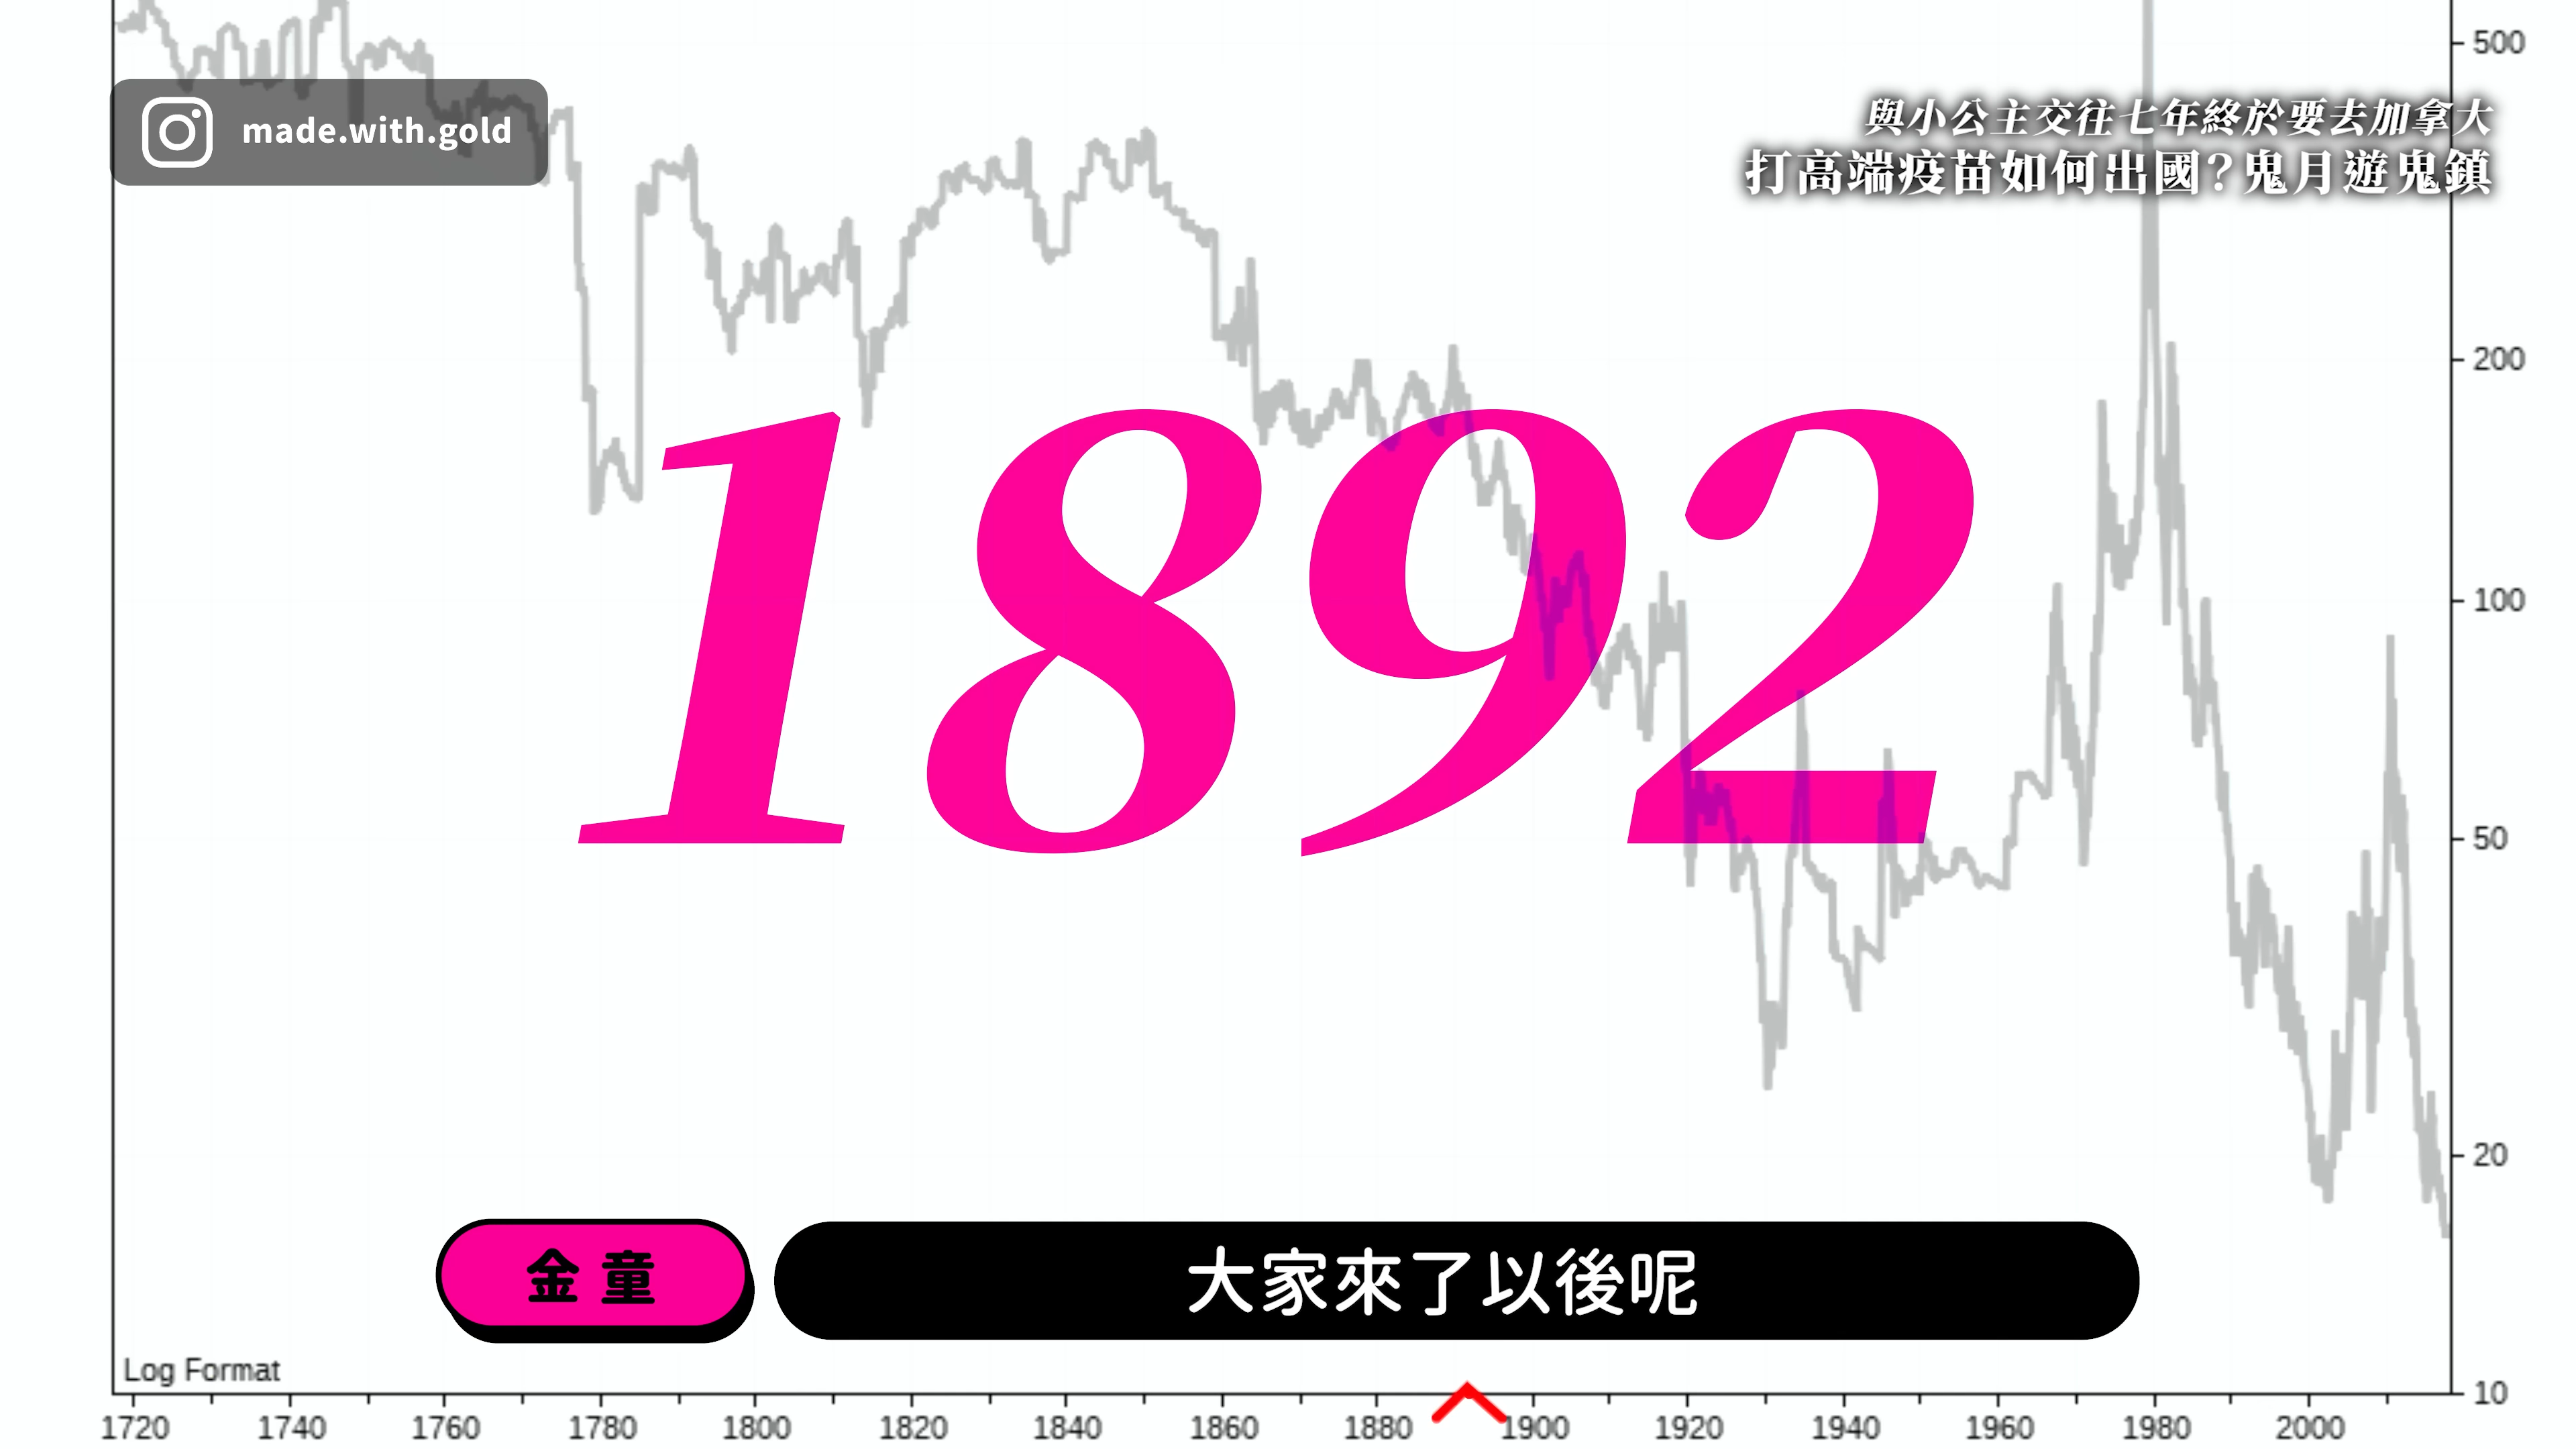 500
made.with.gold
與小公主交往七年終於要去加拿大
打高端疫苗如何出國?鬼月遊鬼鎮
200
1892
100
50
20
金童
大家來了以後呢
Log Format
10
1720 1740 1760 1780 1800 1820 1840 1860 1880 1900 1920 1940 1960 1980 2000